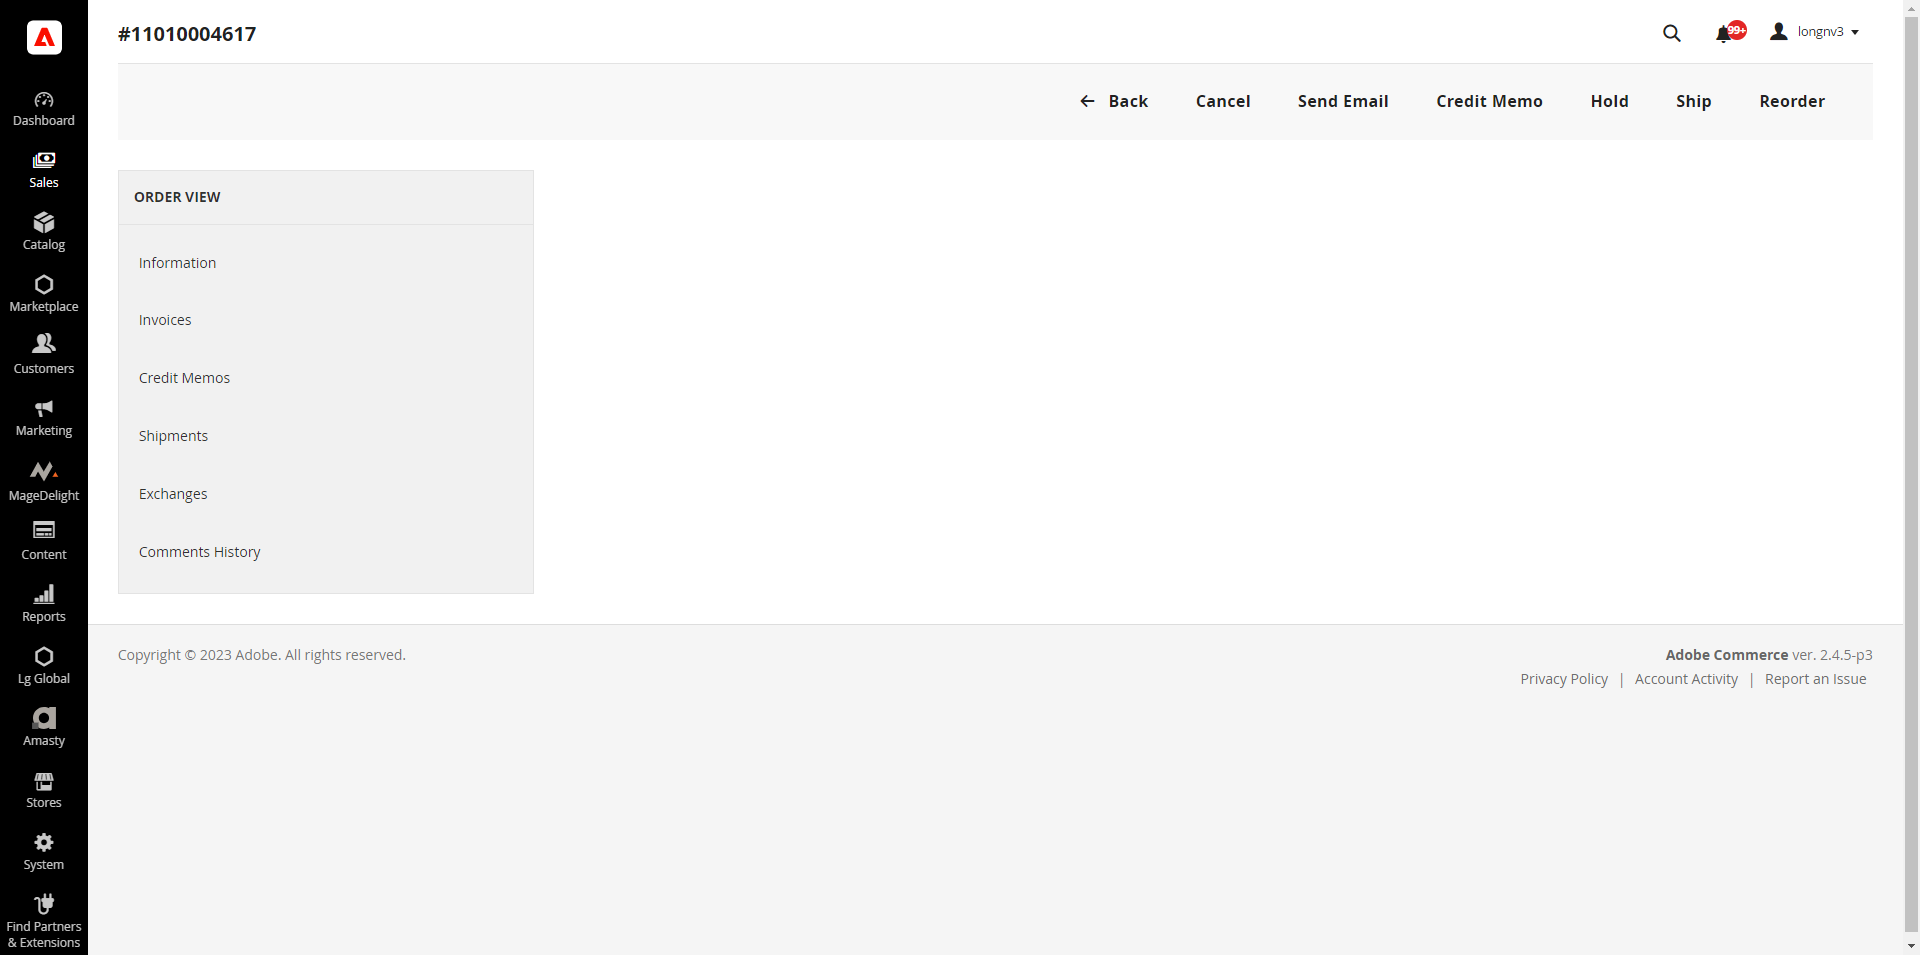 #11010004617
99+
longnv3
Back
Cancel
Send Email
Credit Memo
Hold
Ship
Reorder
Dashboard
Sales
Catalog
Marketplace
Customers
Marketing
MageDelight
Content
Reports
Lg Global
Amasty
Stores
System
Find Partners
& Extensions
ORDER VIEW
Information
Invoices
Credit Memos
Shipments
Exchanges
Comments History
Copyright © 2023 Adobe. All rights reserved.
Adobe Commerce ver. 2.4.5-p3
Privacy Policy | Account Activity | Report an Issue